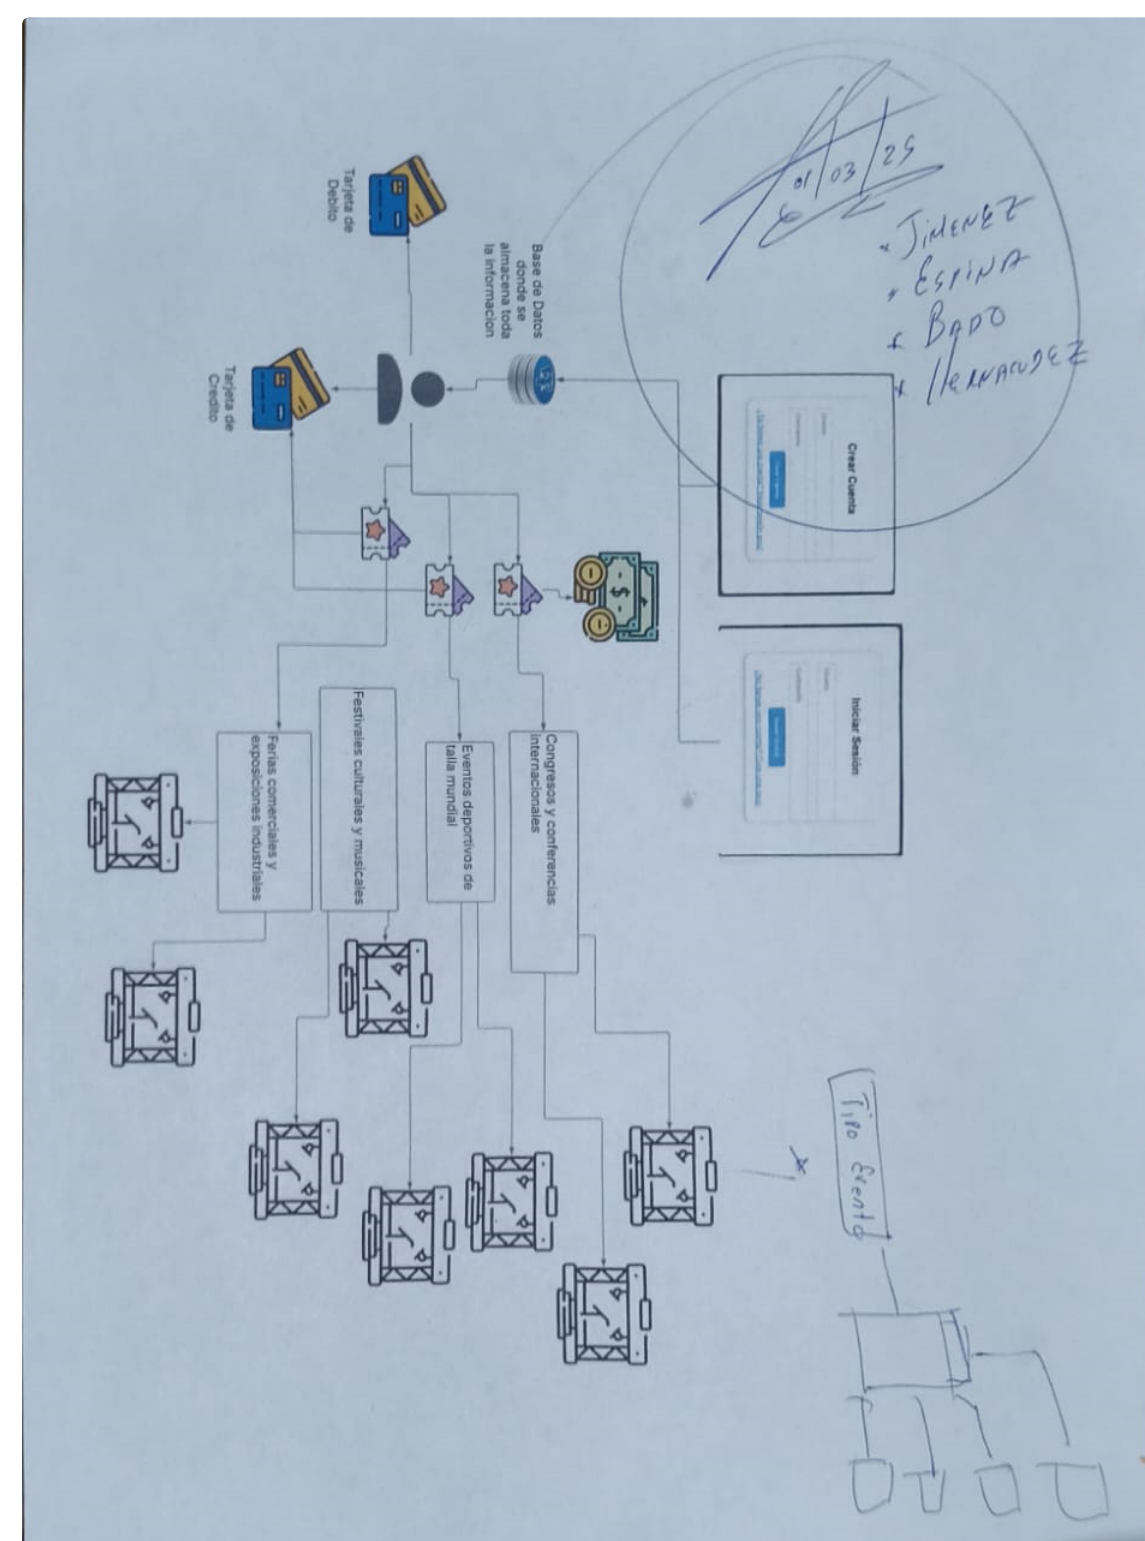 01/03/25
* JIMENEZ
* ESPINA
* BADO
* HERNANDEZ
Crear Cuenta
Iniciar Sesión
Base de Datos
donde se
almacena toda
la informacion
Tarjeta de
Debito
Tarjeta de
Credito
Congresos y conferencias
internacionales
Eventos deportivos de
talla mundial
Festivales culturales y musicales
Ferias comerciales y
exposiciones industriales
Tipo Evento